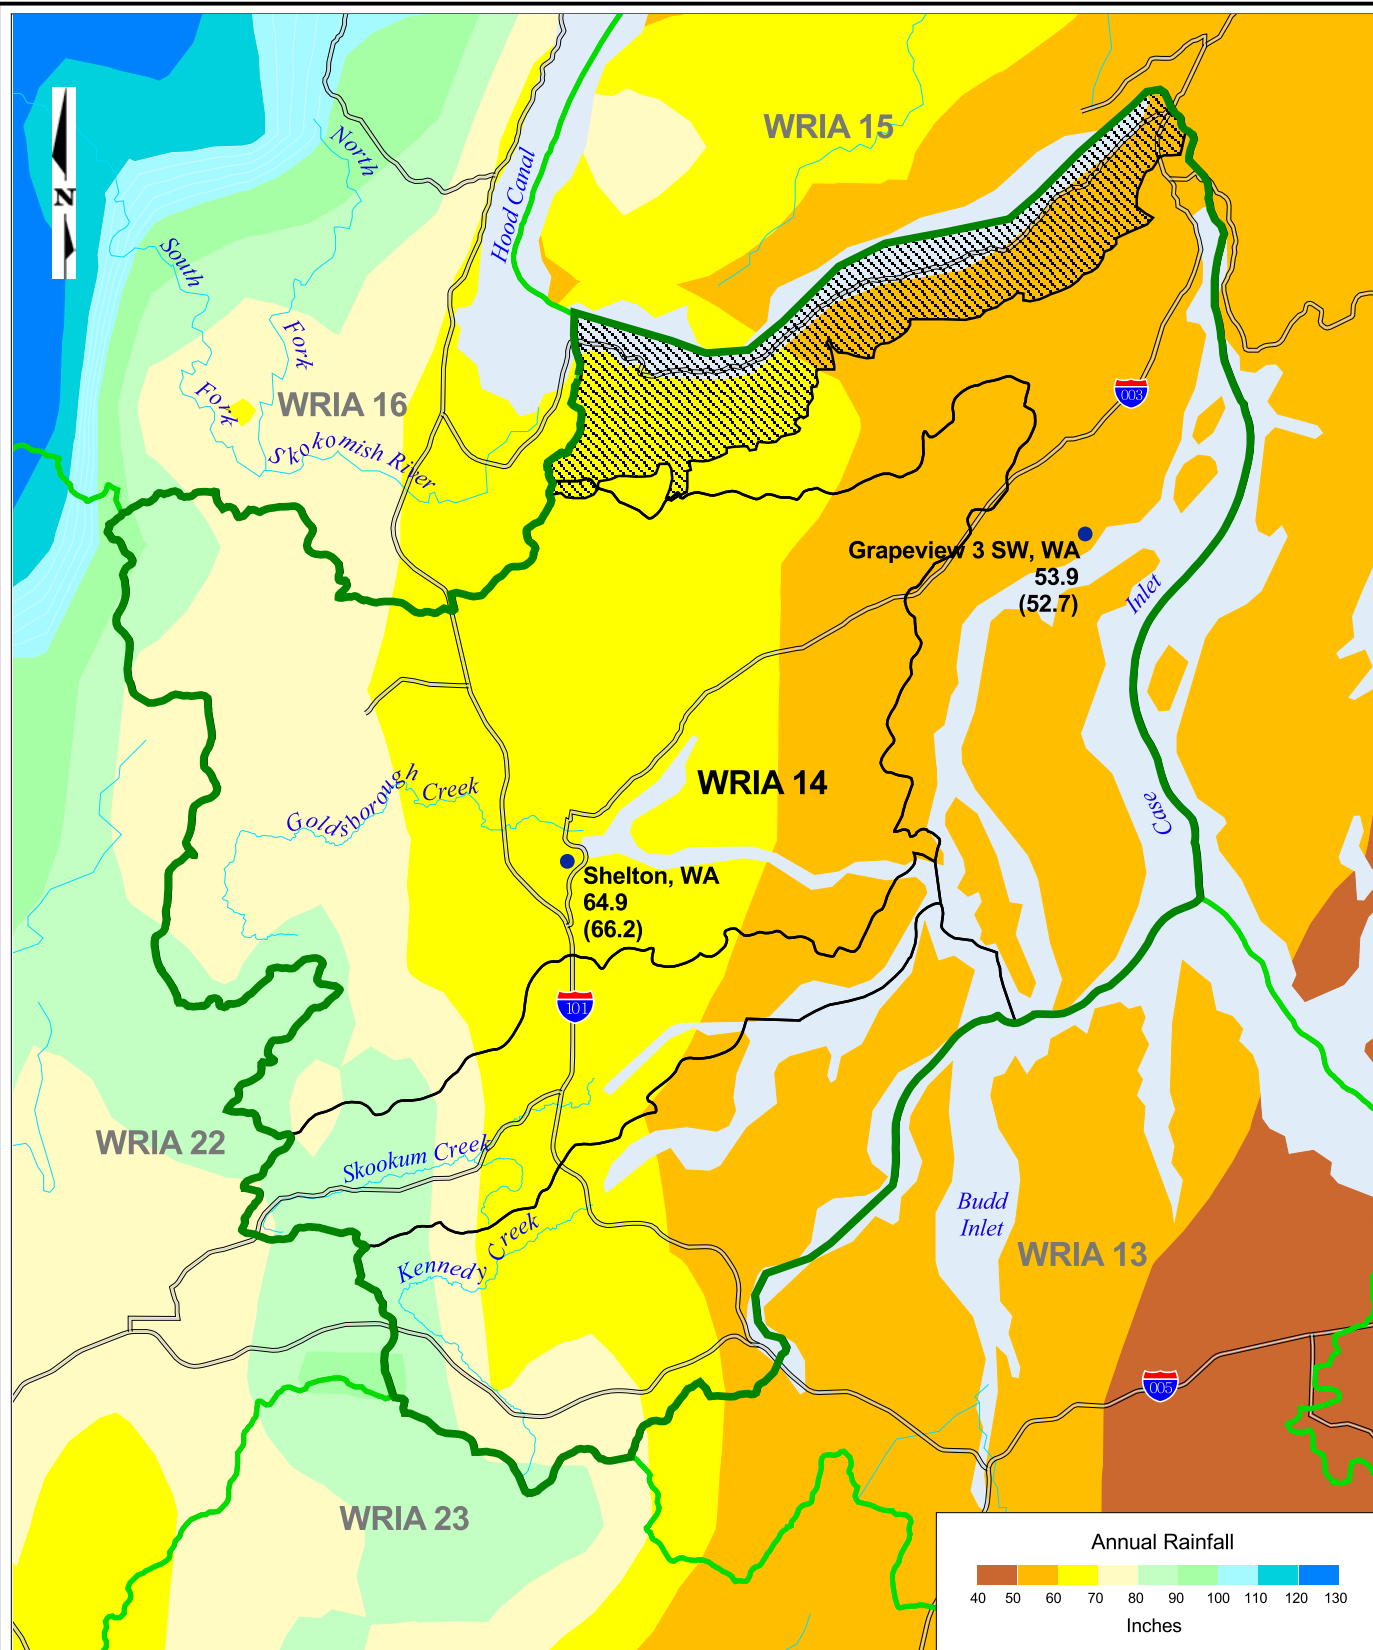 WRIA 15
North
N
Hood Canal
South
Fork
Fork
WRIA 16
003
Skokomish River
Grapeview 3 SW, WA
53.9
(52.7)
Inlet
WRIA 14
Goldsborough Creek
Case
Shelton, WA
64.9
(66.2)
101
WRIA 22
Skookum Creek
Budd
Inlet
Kennedy Creek
WRIA 13
005
WRIA 23
Annual Rainfall
40 50 60 70 80 90 100 110 120 130
Inches